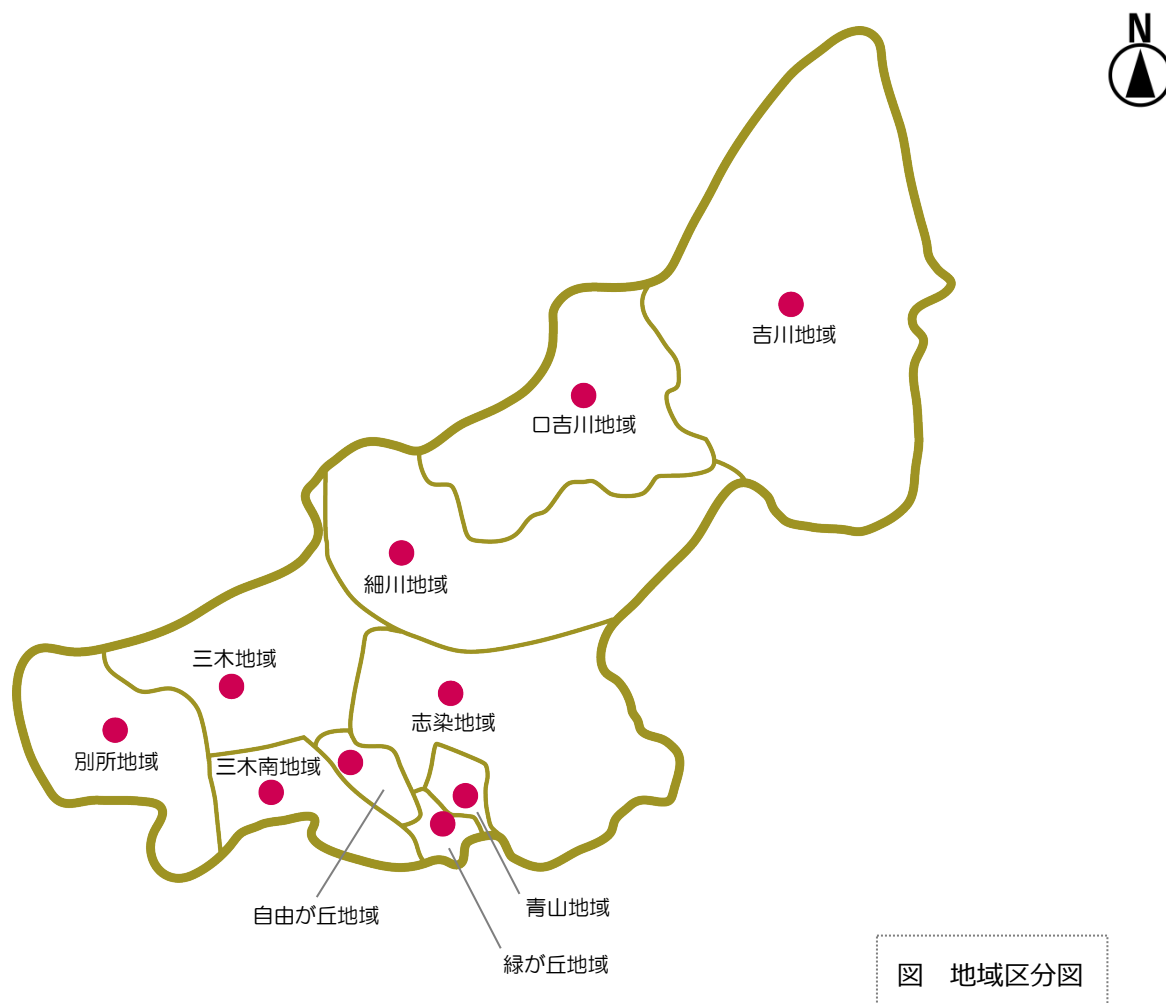 N
吉川地域
口吉川地域
細川地域
三木地域
志染地域
別所地域
三木南地域
自由が丘地域
青山地域
緑が丘地域
図　地域区分図